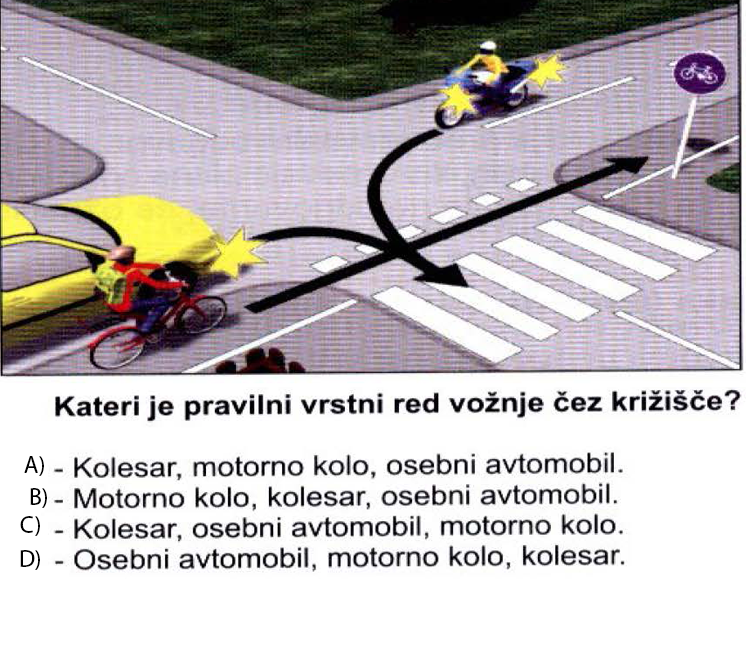 Kateri je pravilni vrstni red vožnje čez križišče?
A) - Kolesar, motorno kolo, osebni avtomobil.
B) - Motorno kolo, kolesar, osebni avtomobil.
C) - Kolesar, osebni avtomobil, motorno kolo.
D) - Osebni avtomobil, motorno kolo, kolesar.